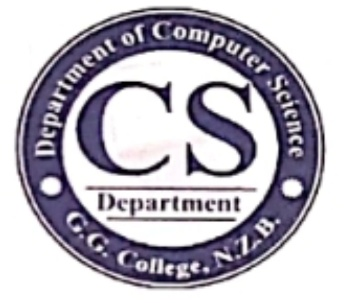 Department of Computer Science
CS
Department
G.G. College, N.Z.B.